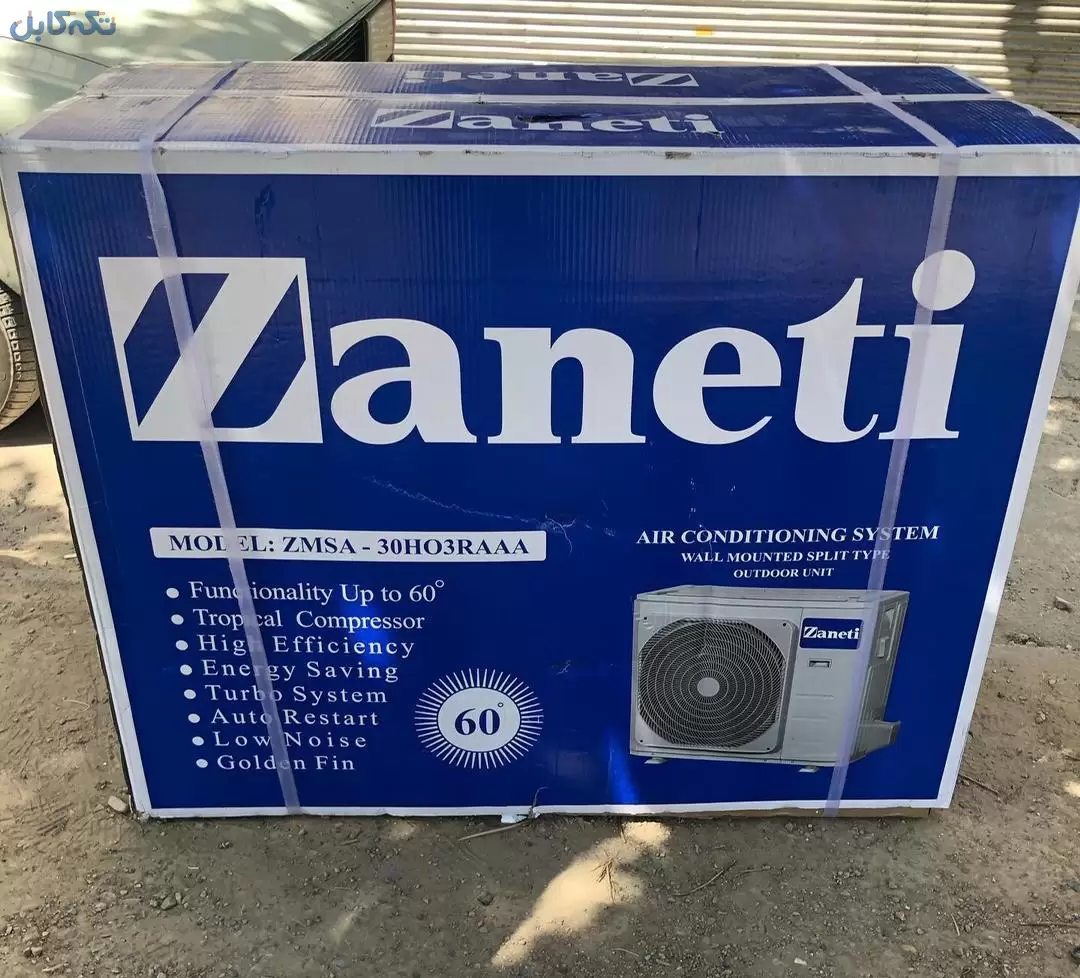 تکه کابل
Zaneti
Zaneti
Zaneti
MODEL: ZMSA - 30HO3RAAA
• Functionality Up to 60°
• Tropical Compressor
• High Efficiency
• Energy Saving
• Turbo System
• Auto Restart
• Low Noise
• Golden Fin
60°
AIR CONDITIONING SYSTEM
WALL MOUNTED SPLIT TYPE
OUTDOOR UNIT
Zaneti